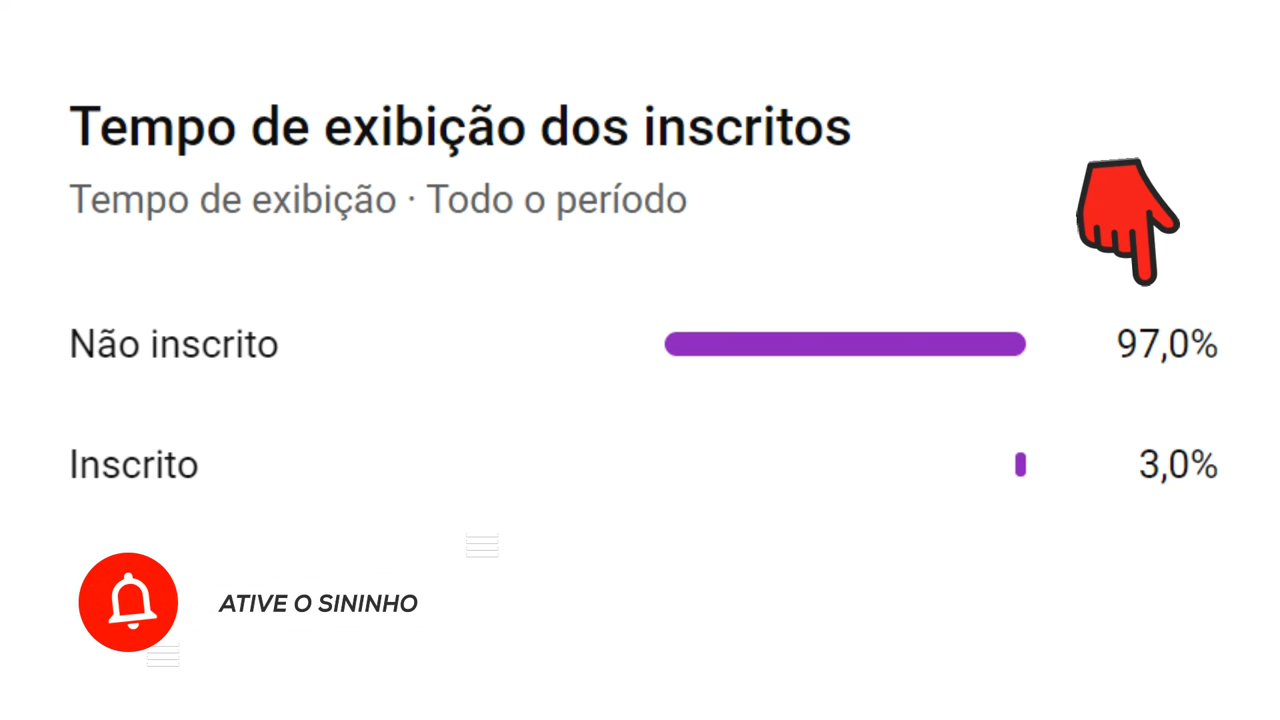 Tempo de exibição dos inscritos
Tempo de exibição · Todo o período
Não inscrito 97,0%
Inscrito 3,0%
ATIVE O SININHO